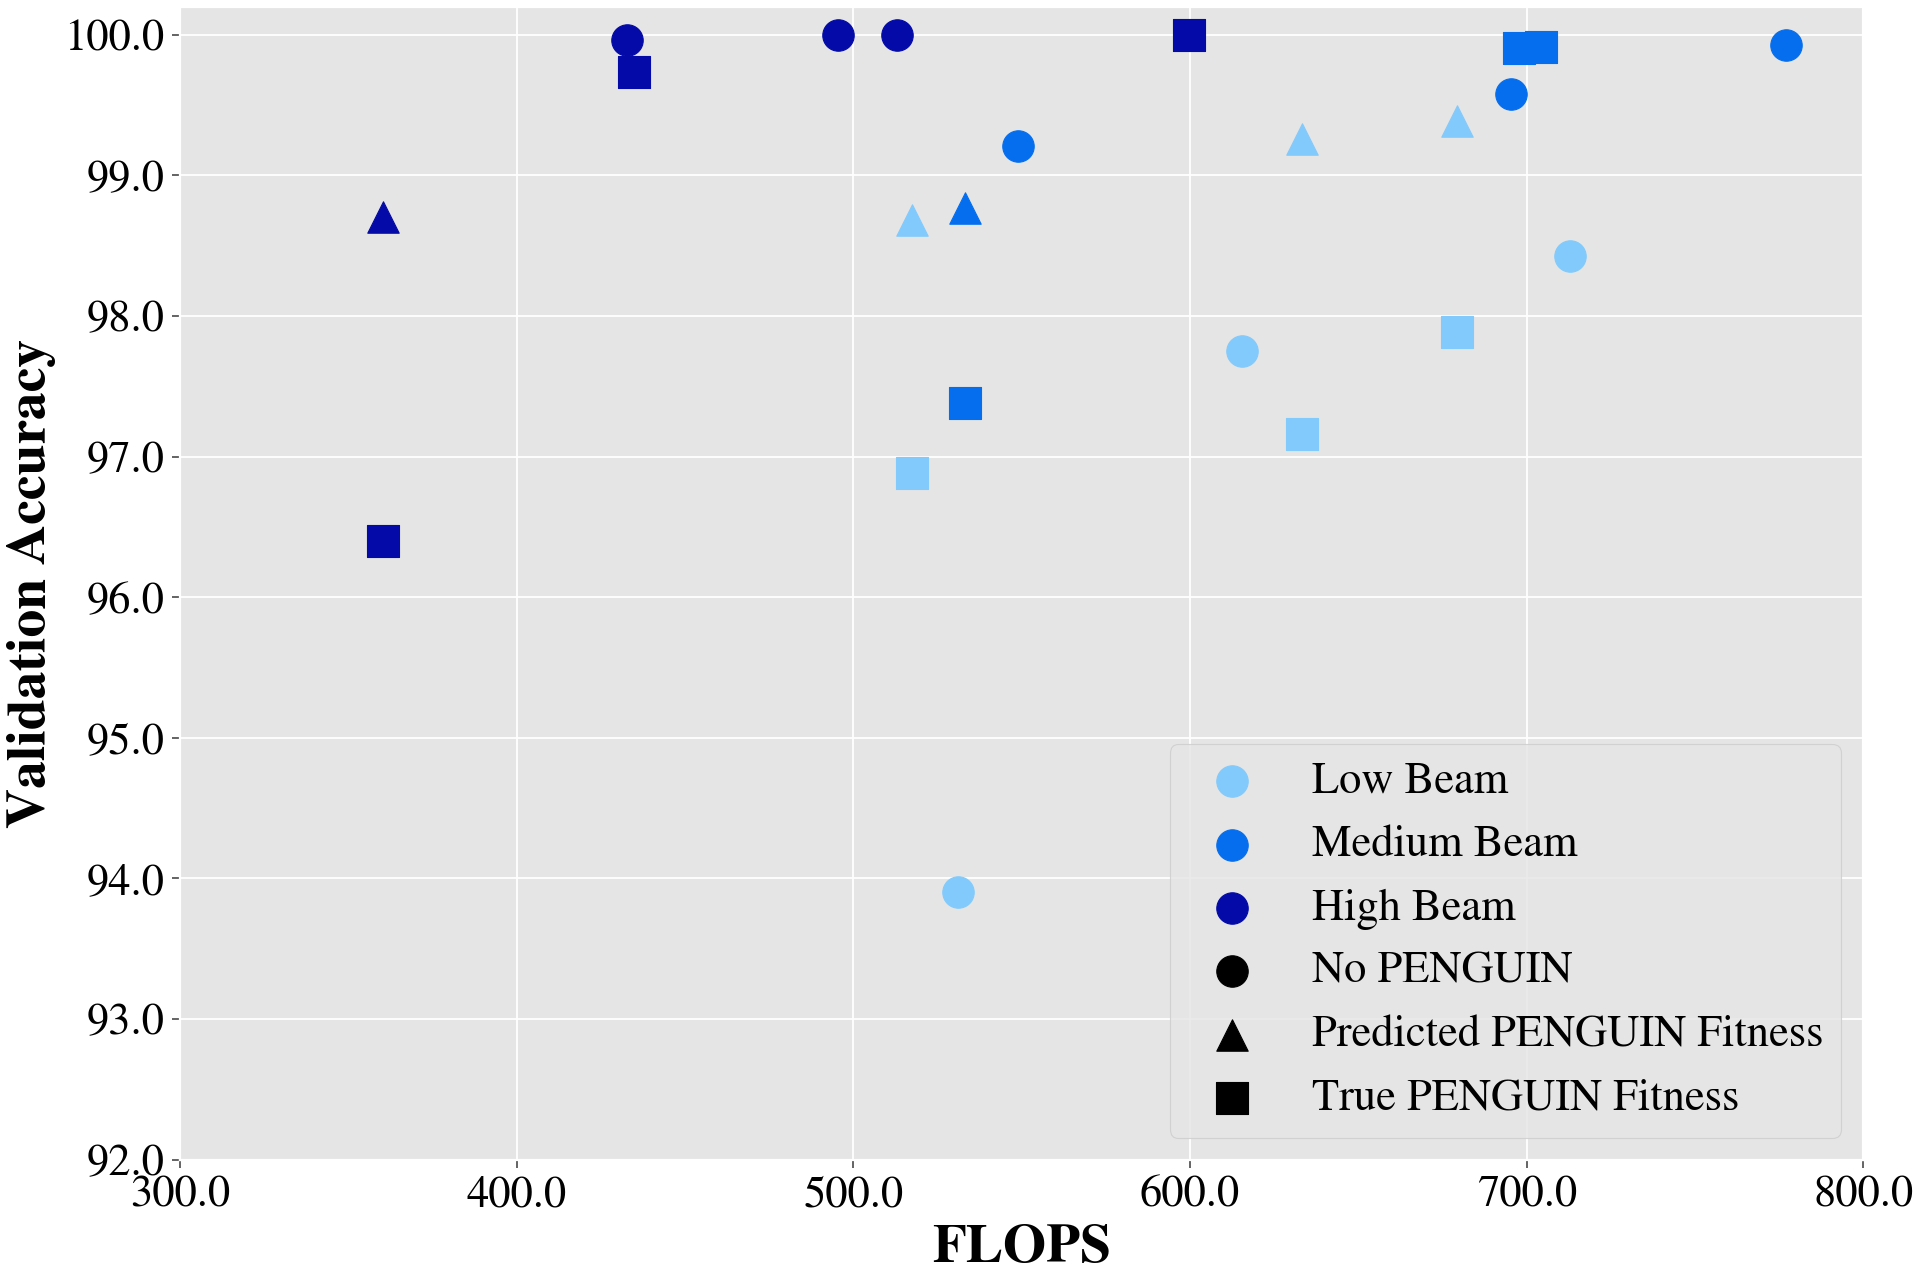 100.0
99.0
98.0
97.0
96.0
95.0
94.0
93.0
92.0
Validation Accuracy
Low Beam
Medium Beam
High Beam
No PENGUIN
Predicted PENGUIN Fitness
True PENGUIN Fitness
300.0 400.0 500.0 600.0 700.0 800.0
FLOPS